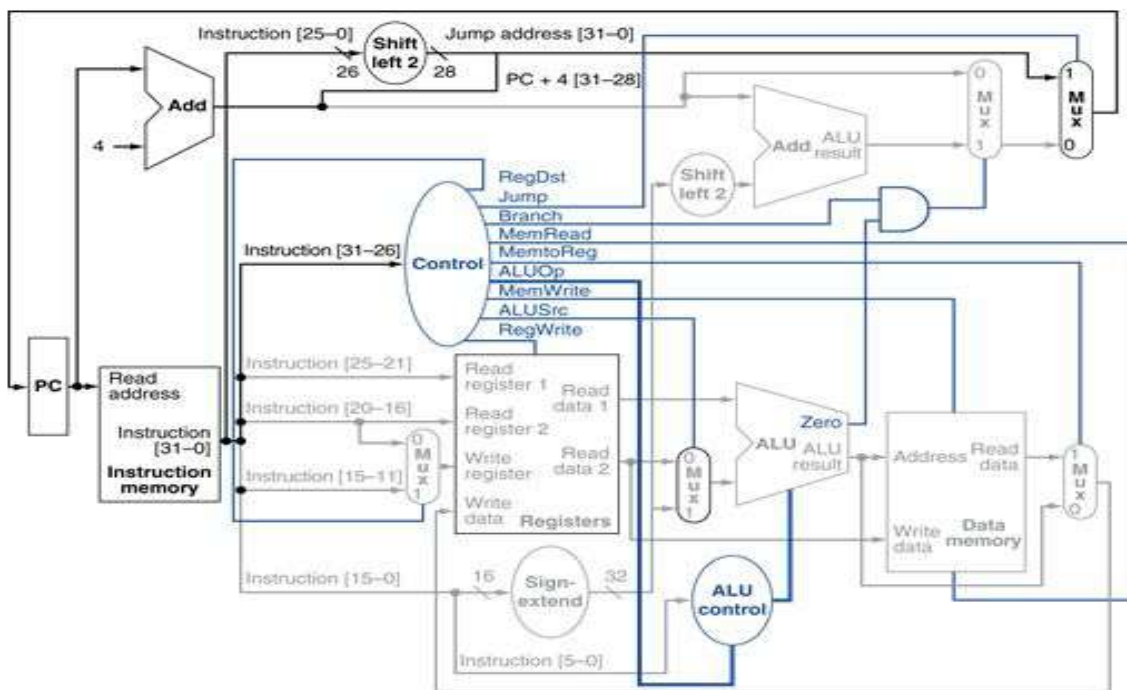 Instruction [25–0]
Shift
left 2
Jump address [31–0]
26
28
PC + 4 [31–28]
Add
4
0
M
u
x
1
1
M
u
x
0
Add
ALU
result
Shift
left 2
RegDst
Jump
Branch
MemRead
MemtoReg
ALUOp
MemWrite
ALUSrc
RegWrite
Instruction [31–26]
Control
PC
Read
address
Instruction
[31–0]
Instruction
memory
Instruction [25–21]
Instruction [20–16]
Instruction [15–11]
0
M
u
x
1
Read
register 1
Read
register 2
Write
register
Write
data
Read
data 1
Read
data 2
Registers
0
M
u
x
1
Zero
ALU
ALU
result
Address
Read
data
Write
data
Data
memory
1
M
u
x
0
Instruction [15–0]
16
Sign-
extend
32
ALU
control
Instruction [5–0]